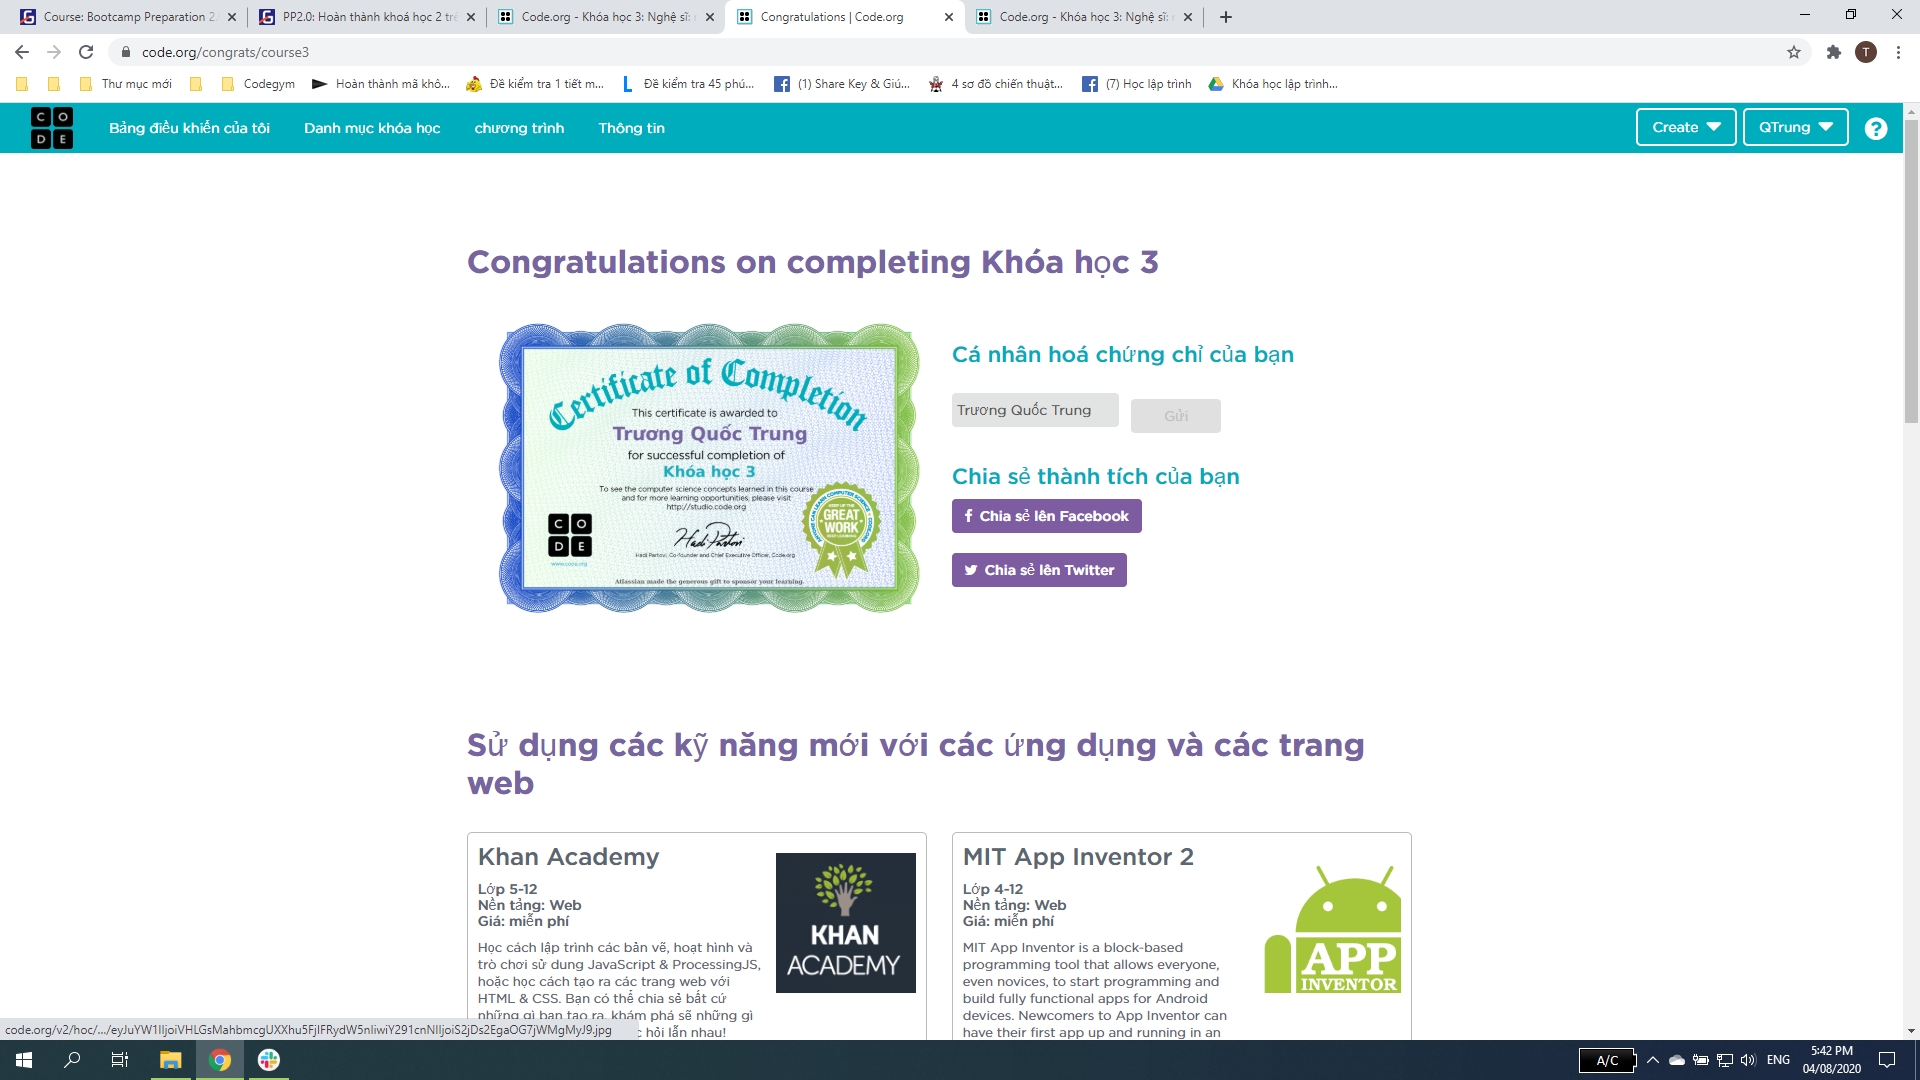 Course: Bootcamp Preparation 2.
PP2.0: Hoàn thành khoá học 2 trê
Code.org - Khóa học 3: Nghệ sĩ:
Congratulations | Code.org
Code.org - Khóa học 3: Nghệ sĩ:
code.org/congrats/course3
T
Thư mục mới
Codegym
Hoàn thành mã khô...
Đề kiểm tra 1 tiết m...
Đề kiểm tra 45 phú...
(1) Share Key & Giú...
4 sơ đồ chiến thuật...
(7) Học lập trình
Khóa học lập trình...
C O
D E
Bảng điều khiển của tôi
Danh mục khóa học
chương trình
Thông tin
Create
QTrung
?
Congratulations on completing Khóa học 3
Certificate of Completion
This certificate is awarded to
Trương Quốc Trung
for successful completion of
Khóa học 3
To see the computer science concepts learned in this course
and for more learning opportunities, please visit
http://studio.code.org
C O
D E
www.code.org
Hadi Partovi, Co-founder and Chief Executive Officer, Code.org
GREAT
WORK
Atlassian made the generous gift to sponsor your learning.
Cá nhân hoá chứng chỉ của bạn
Trương Quốc Trung
Gửi
Chia sẻ thành tích của bạn
Chia sẻ lên Facebook
Chia sẻ lên Twitter
Sử dụng các kỹ năng mới với các ứng dụng và các trang
web
Khan Academy
Lớp 5-12
Nền tảng: Web
Giá: miễn phí
Học cách lập trình các bản vẽ, hoạt hình và
trò chơi sử dung JavaScript & ProcessingJS,
hoặc học cách tạo ra các trang web với
HTML & CSS. Bạn có thể chia sẻ bất cứ
những gì bạn tạo ra, khám phá sẽ những gì
c hỏi lẫn nhau!
KHAN
ACADEMY
MIT App Inventor 2
Lớp 4-12
Nền tảng: Web
Giá: miễn phí
MIT App Inventor is a block-based
programming tool that allows everyone,
even novices, to start programming and
build fully functional apps for Android
devices. Newcomers to App Inventor can
have their first app up and running in an
APP
INVENTOR
A/C
ENG
5:42 PM
04/08/2020